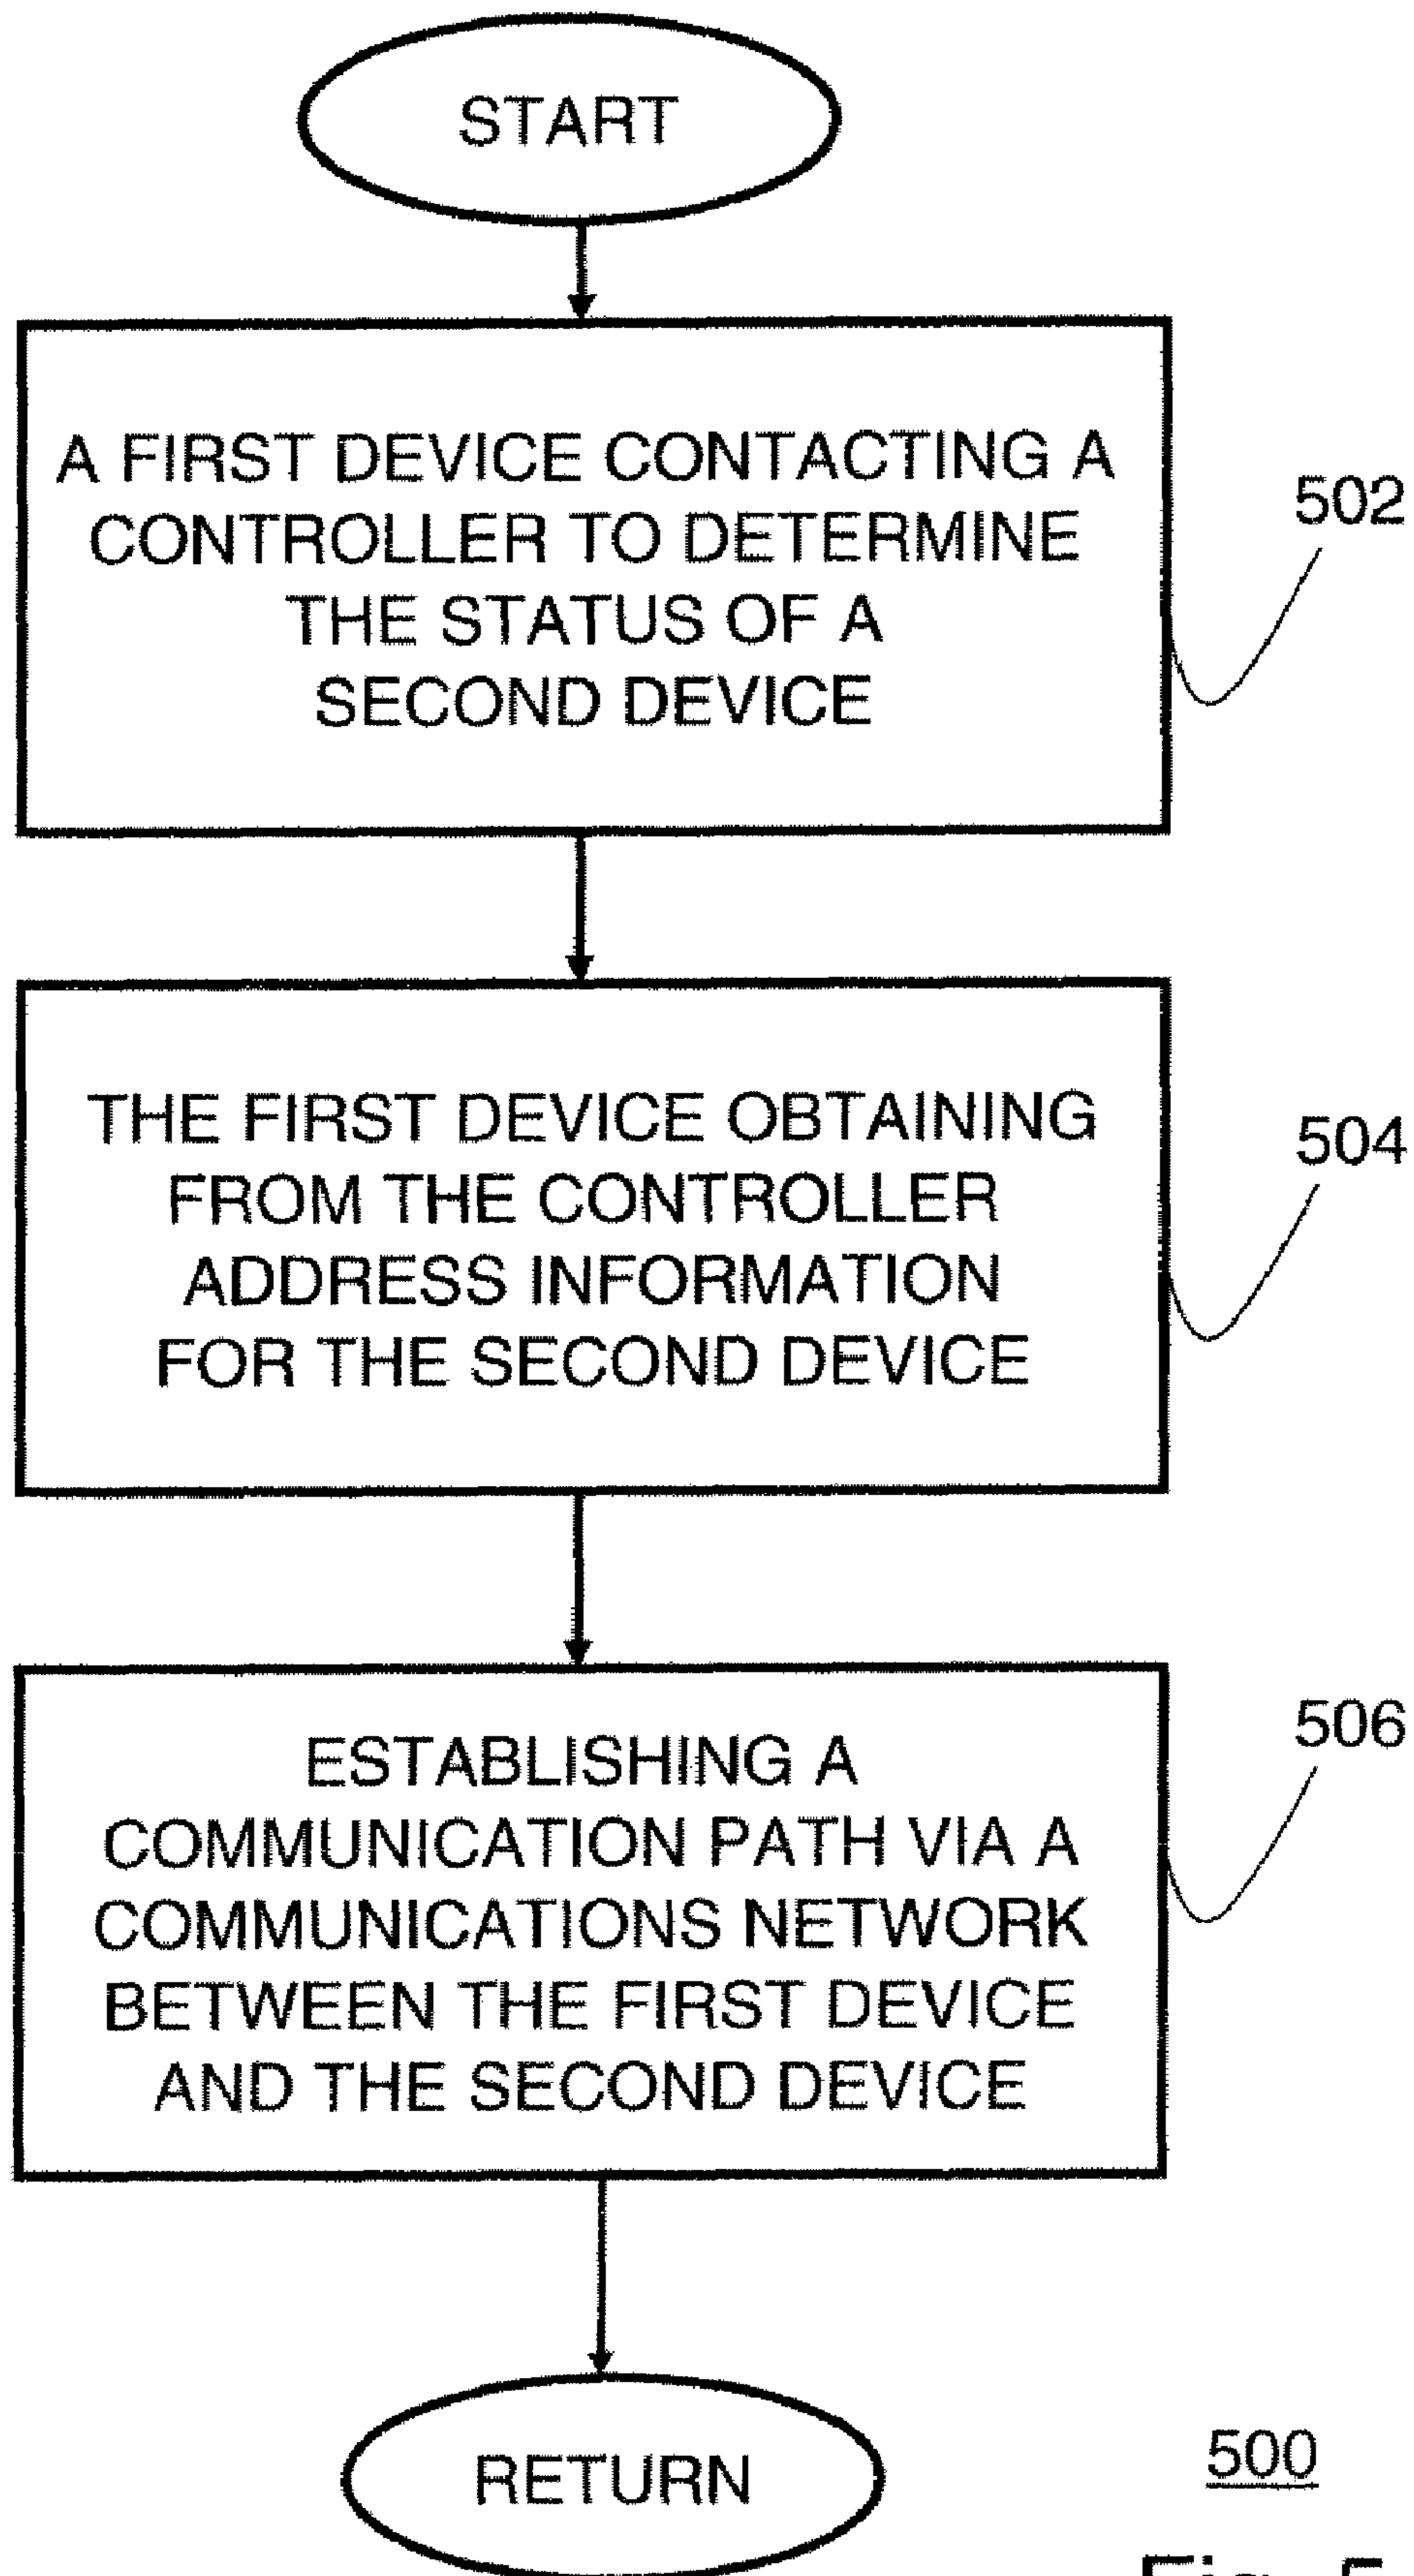 START
A FIRST DEVICE CONTACTING A
CONTROLLER TO DETERMINE
THE STATUS OF A
SECOND DEVICE
502
THE FIRST DEVICE OBTAINING
FROM THE CONTROLLER
ADDRESS INFORMATION
FOR THE SECOND DEVICE
504
ESTABLISHING A
COMMUNICATION PATH VIA A
COMMUNICATIONS NETWORK
BETWEEN THE FIRST DEVICE
AND THE SECOND DEVICE
506
RETURN
500
Fig. 5